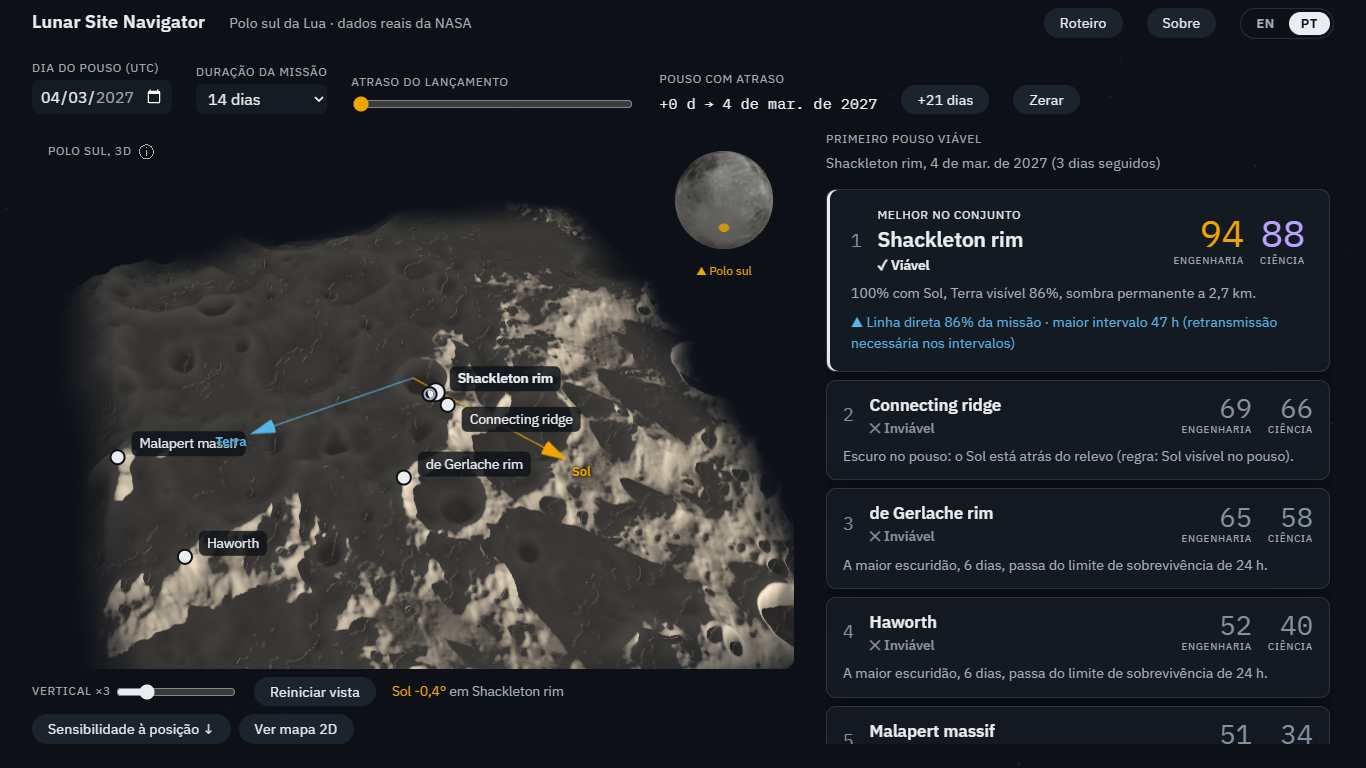 Lunar Site Navigator
Polo sul da Lua · dados reais da NASA
Roteiro
Sobre
EN
PT
DIA DO POUSO (UTC)
04/03/2027
DURAÇÃO DA MISSÃO
14 dias
ATRASO DO LANÇAMENTO
POUSO COM ATRASO
+0 d → 4 de mar. de 2027
+21 dias
Zerar
POLO SUL, 3D
▲ Polo sul
Shackleton rim
Connecting ridge
Terra
Malapert massif
de Gerlache rim
Sol
Haworth
VERTICAL ×3
Reiniciar vista
Sol -0,4° em Shackleton rim
Sensibilidade à posição ↓
Ver mapa 2D
PRIMEIRO POUSO VIÁVEL
Shackleton rim, 4 de mar. de 2027 (3 dias seguidos)
MELHOR NO CONJUNTO
1
Shackleton rim
✓ Viável
94
ENGENHARIA
88
CIÊNCIA
100% com Sol, Terra visível 86%, sombra permanente a 2,7 km.
▲ Linha direta 86% da missão · maior intervalo 47 h (retransmissão
necessária nos intervalos)
2
Connecting ridge
✕ Inviável
69
ENGENHARIA
66
CIÊNCIA
Escuro no pouso: o Sol está atrás do relevo (regra: Sol visível no pouso).
3
de Gerlache rim
✕ Inviável
65
ENGENHARIA
58
CIÊNCIA
A maior escuridão, 6 dias, passa do limite de sobrevivência de 24 h.
4
Haworth
✕ Inviável
52
ENGENHARIA
40
CIÊNCIA
A maior escuridão, 6 dias, passa do limite de sobrevivência de 24 h.
5
Malapert massif
51
34